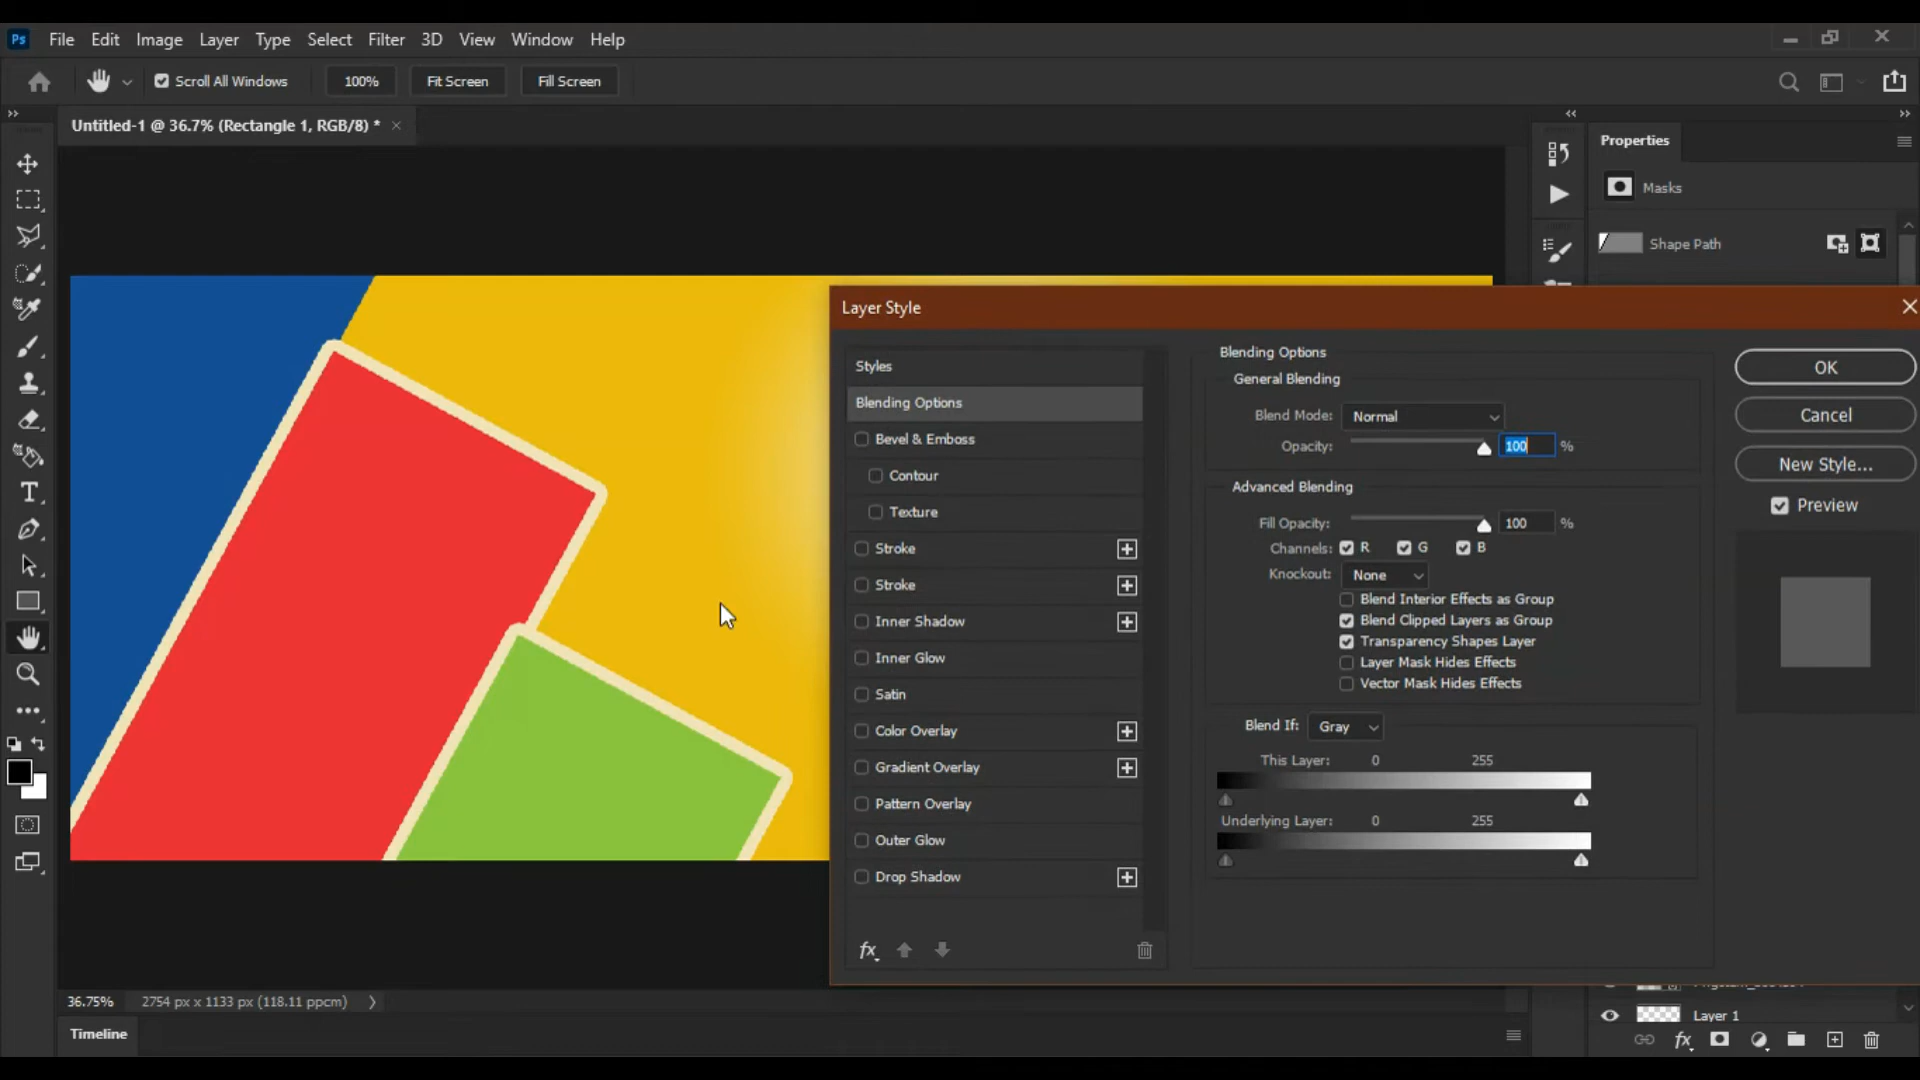 Ps File Edit Image Layer Type Select Filter 3D View Window Help
Scroll All Windows 100% Fit Screen Fill Screen
Untitled-1 @ 36.7% (Rectangle 1, RGB/8) *
Properties
Masks
Shape Path
Layer Style
Styles
Blending Options
Bevel & Emboss
Contour
Texture
Stroke
Stroke
Inner Shadow
Inner Glow
Satin
Color Overlay
Gradient Overlay
Pattern Overlay
Outer Glow
Drop Shadow
fx
Blending Options
General Blending
Blend Mode: Normal
Opacity: 100 %
Advanced Blending
Fill Opacity: 100 %
Channels: R G B
Knockout: None
Blend Interior Effects as Group
Blend Clipped Layers as Group
Transparency Shapes Layer
Layer Mask Hides Effects
Vector Mask Hides Effects
Blend If: Gray
This Layer: 0 255
Underlying Layer: 0 255
OK
Cancel
New Style...
Preview
36.75% 2754 px x 1133 px (118.11 ppcm)
Layer 1
Timeline
fx